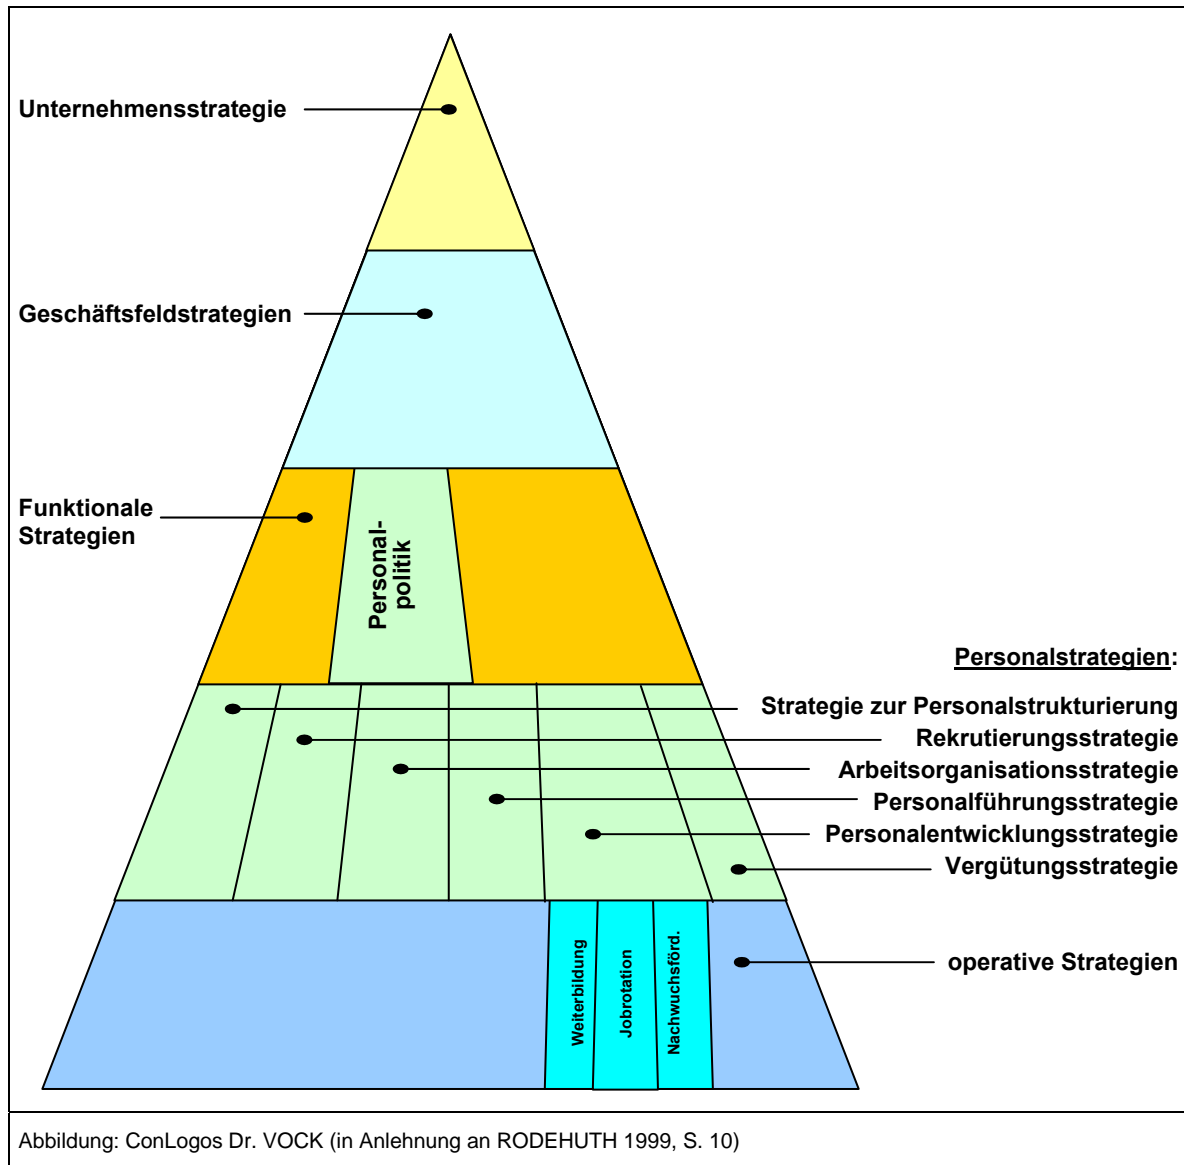 Unternehmensstrategie
Geschäftsfeldstrategien
Funktionale
Strategien
Personal-
politik
Personalstrategien:
Strategie zur Personalstrukturierung
Rekrutierungsstrategie
Arbeitsorganisationsstrategie
Personalführungsstrategie
Personalentwicklungsstrategie
Vergütungsstrategie
Weiterbildung
Jobrotation
Nachwuchsförd.
operative Strategien
Abbildung: ConLogos Dr. VOCK (in Anlehnung an RODEHUTH 1999, S. 10)